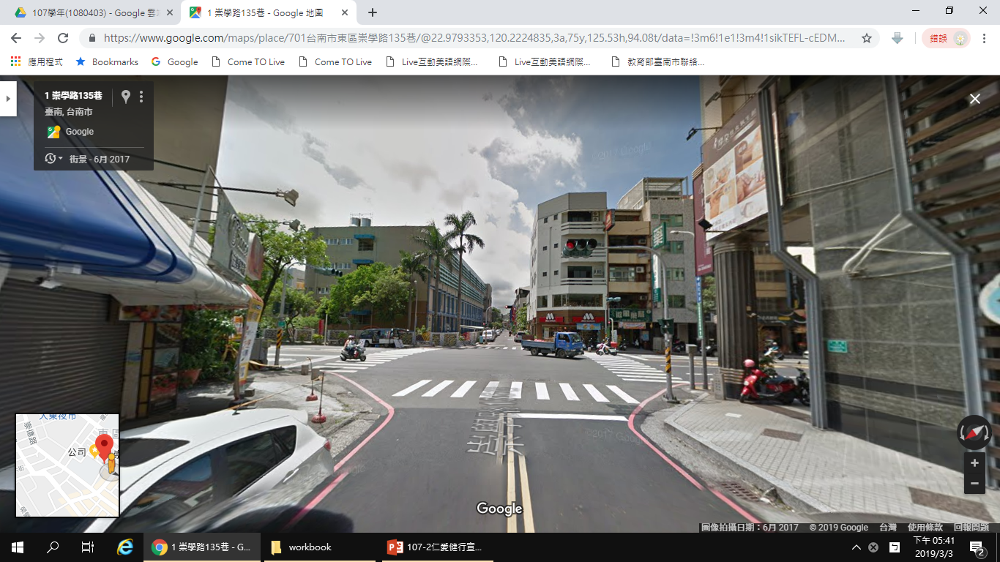 107學年(1080403) - Google 雲端
1 崇學路135巷 - Google 地圖
https://www.google.com/maps/place/701台南市東區崇學路135巷/@22.9793353,120.2224835,3a,75y,125.53h,94.08t/data=!3m6!1e1!3m4!1sikTEFL-cEDM...
錯誤
應用程式
Bookmarks
Google
Come TO Live
Come TO Live
Live互動美語網際...
Live互動美語網際...
教育部臺南市聯絡...
1 崇學路135巷
臺南, 台南市
Google
街景 - 6月 2017
©2017 Google
藥
大東夜市
崇德路
東區
公司
©2017 Google
Google
圖像拍攝日期：6月 2017
© 2019 Google
台灣
使用條款
回報問題
1 崇學路135巷 - G...
workbook
107-2仁愛健行宣...
下午 05:41
2019/3/3
2